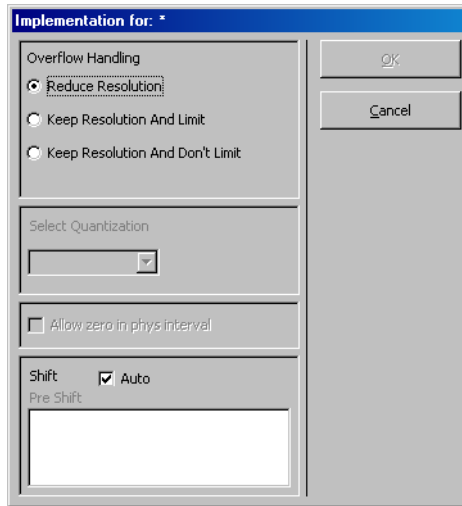 Implementation for: *
Overflow Handling
Reduce Resolution
Keep Resolution And Limit
Keep Resolution And Don't Limit
Select Quantization
Allow zero in phys interval
Shift Auto
Pre Shift
OK
Cancel